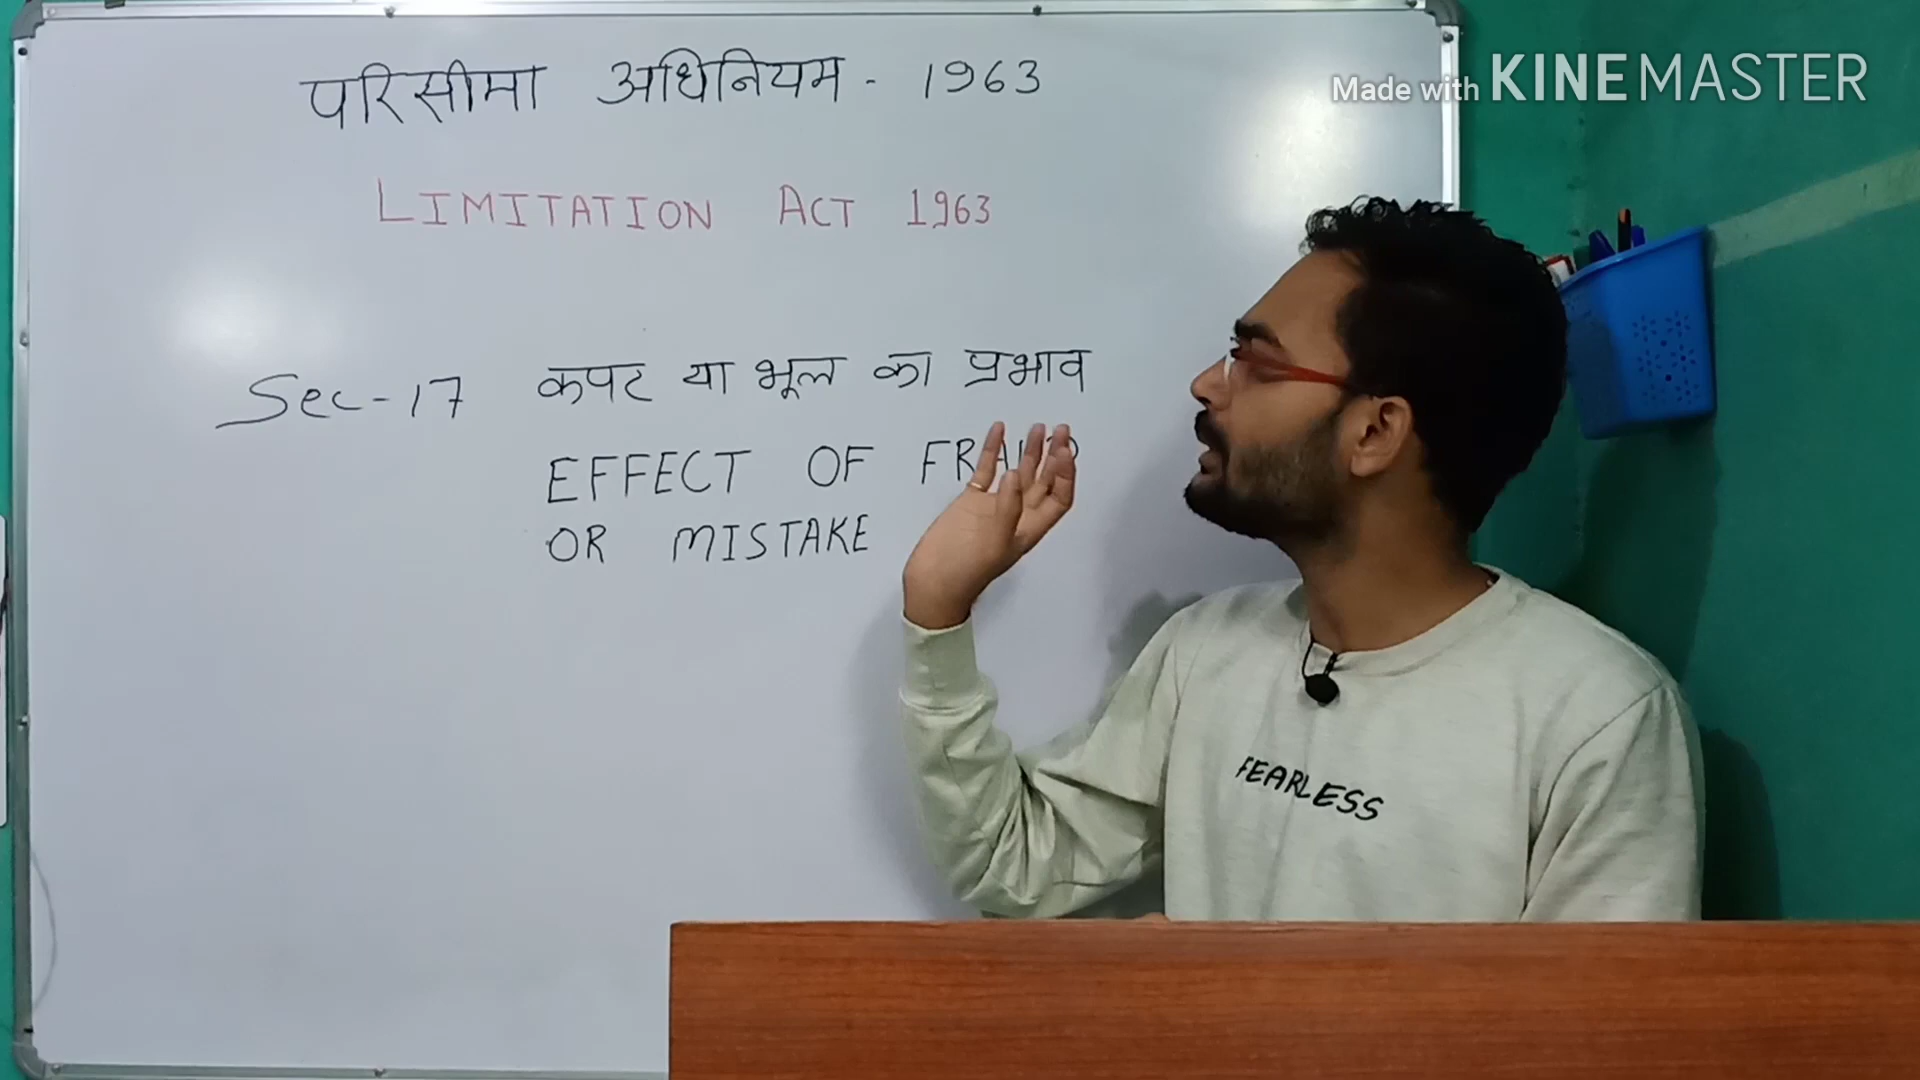 परिसीमा अधिनियम - 1963
Made with KINEMASTER
LIMITATION ACT 1963
Sec-17 कपट या भूल का प्रभाव
EFFECT OF FRAUD
OR MISTAKE
FEARLESS